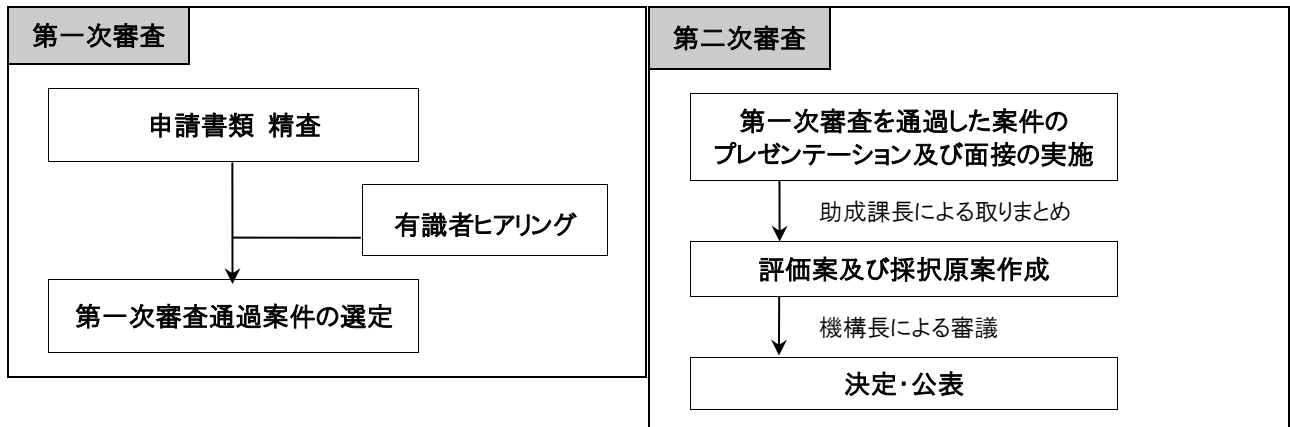 第一次審査
申請書類 精査
有識者ヒアリング
第一次審査通過案件の選定
第二次審査
第一次審査を通過した案件の
プレゼンテーション及び面接の実施
助成課長による取りまとめ
評価案及び採択原案作成
機構長による審議
決定・公表